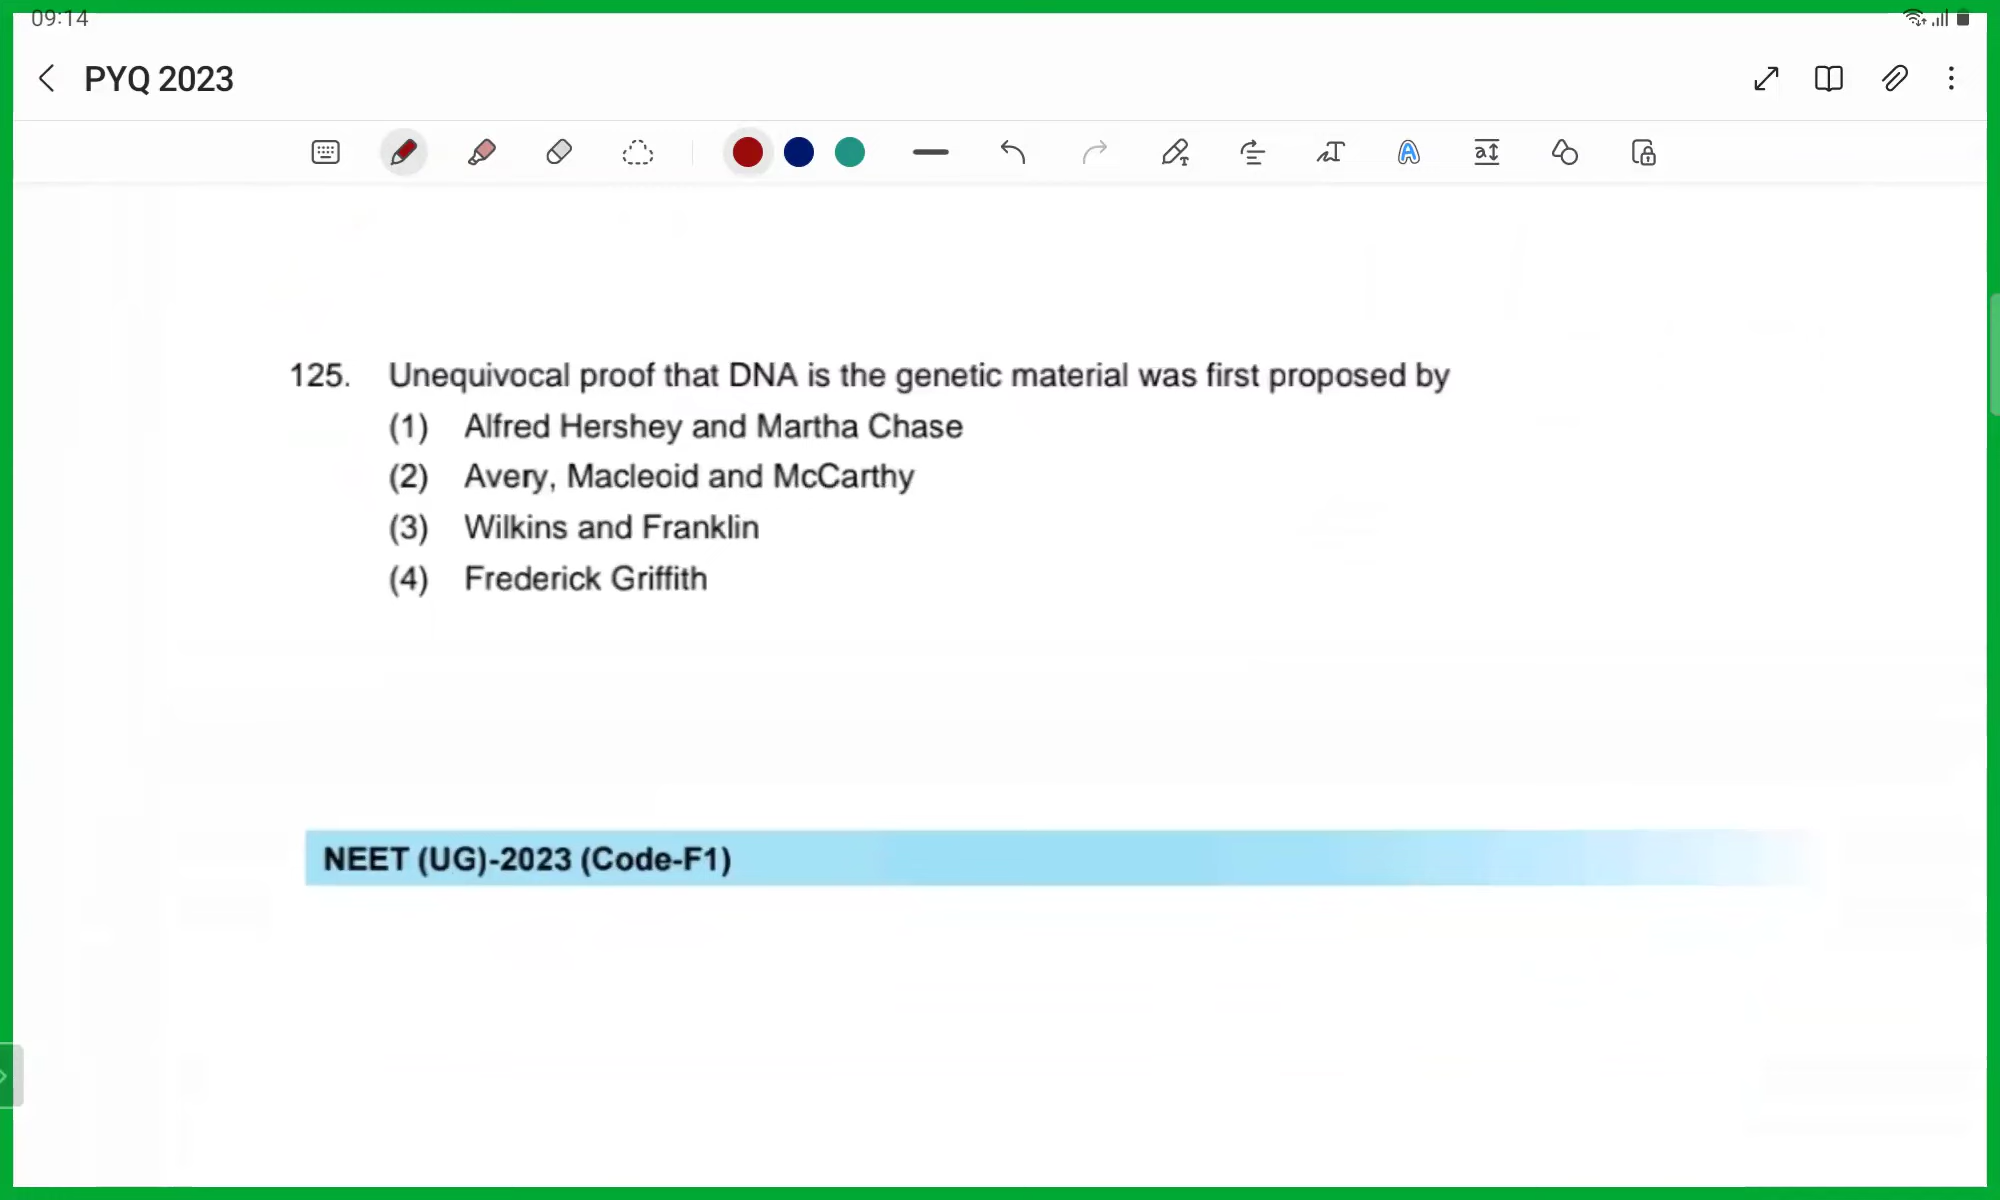 09:14
PYQ 2023
125. Unequivocal proof that DNA is the genetic material was first proposed by
(1) Alfred Hershey and Martha Chase
(2) Avery, Macleoid and McCarthy
(3) Wilkins and Franklin
(4) Frederick Griffith
NEET (UG)-2023 (Code-F1)